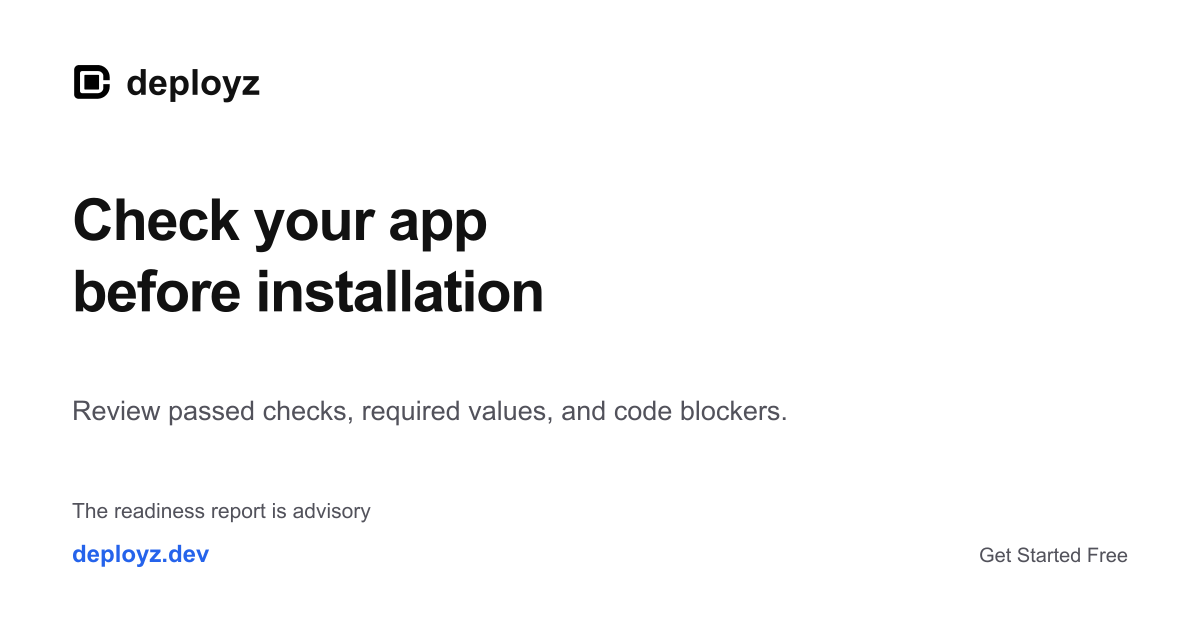 deployz
Check your app
before installation
Review passed checks, required values, and code blockers.
The readiness report is advisory
deployz.dev
Get Started Free